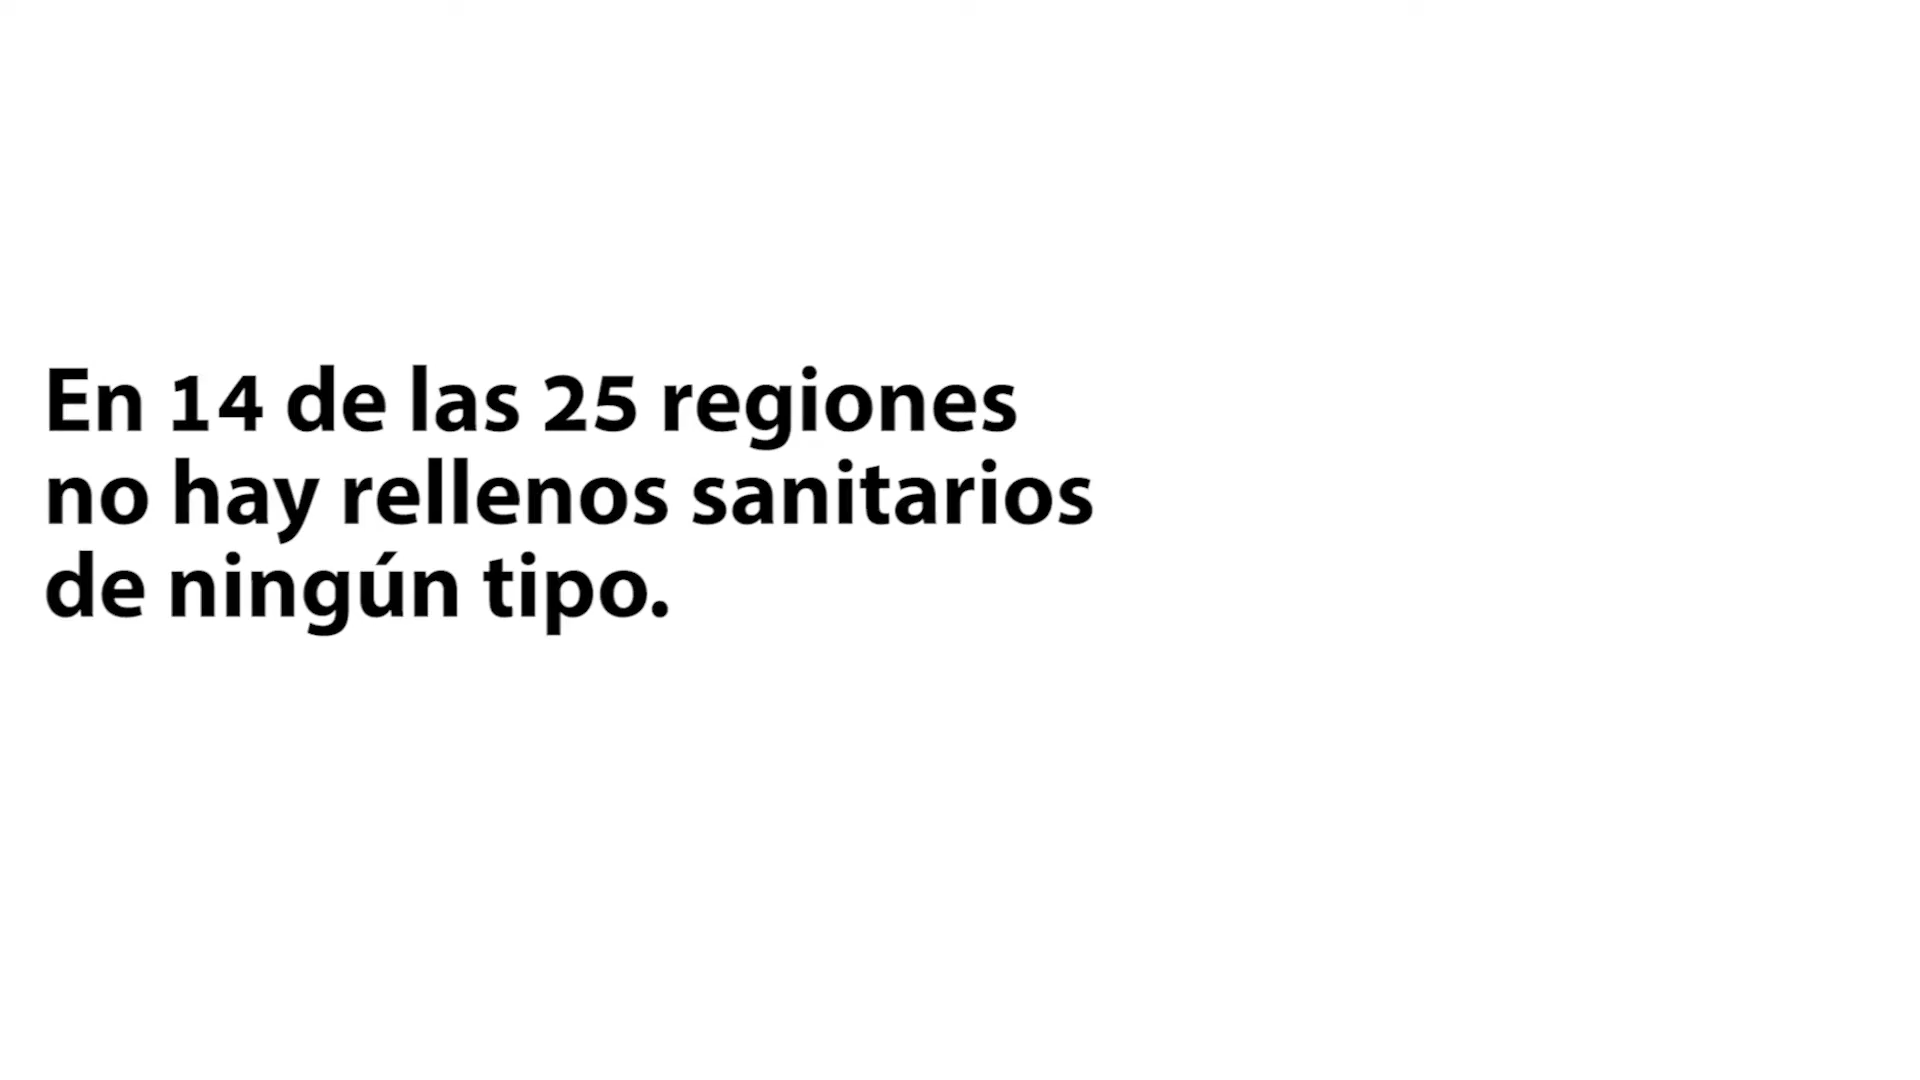 En 14 de las 25 regiones
no hay rellenos sanitarios
de ningún tipo.